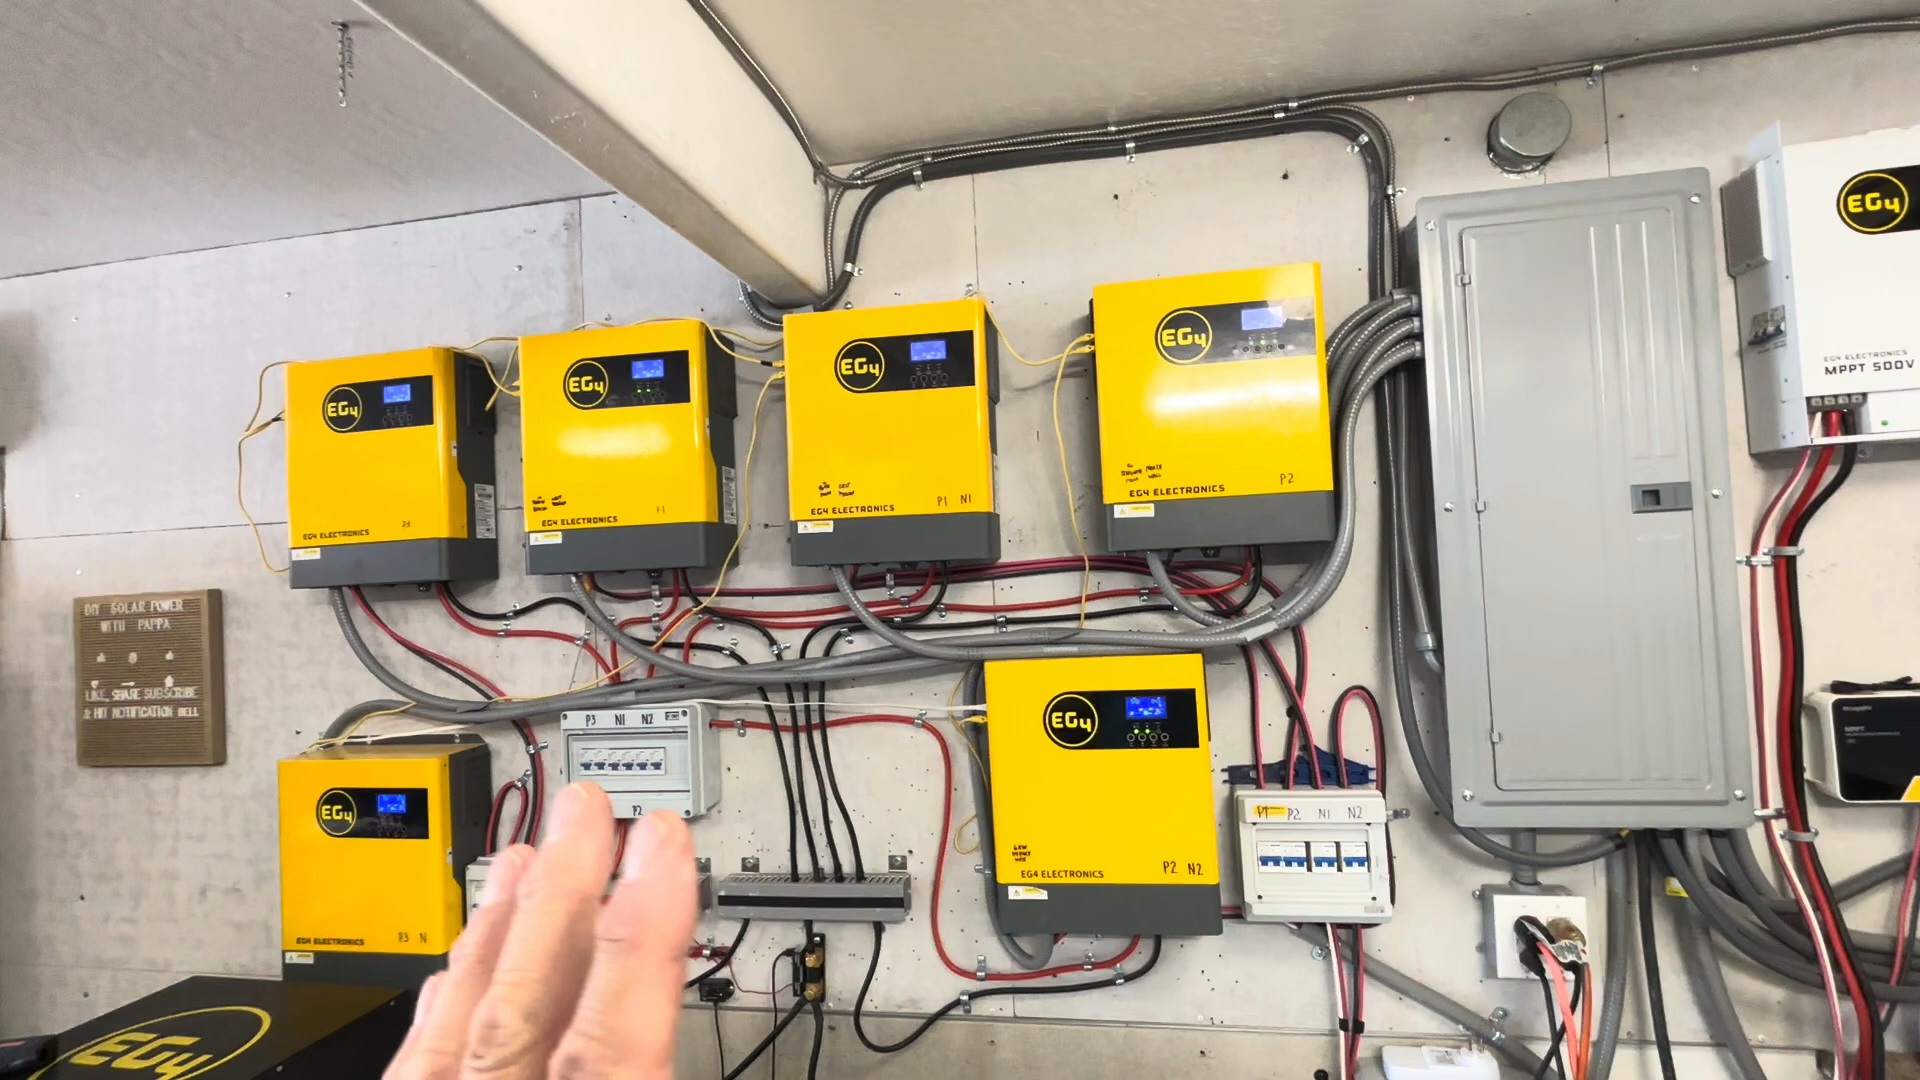 EG4
EG4 ELECTRONICS
MPPT 500V
EG4
EG4
EG4
P2
EG4 ELECTRONICS
EG4
P1 N1
EG4 ELECTRONICS
P1
EG4 ELECTRONICS
EG4 ELECTRONICS
DIY SOLAR POWER
WITH PAPPA
LIKE, SHARE SUBSCRIBE
& HIT NOTIFICATION BELL
P3 N1 N2
P2
EG4
P2 N2
EG4 ELECTRONICS
P1 P2 N1 N2
MPPT
EG4
P3 N
EG4 ELECTRONICS
EG4